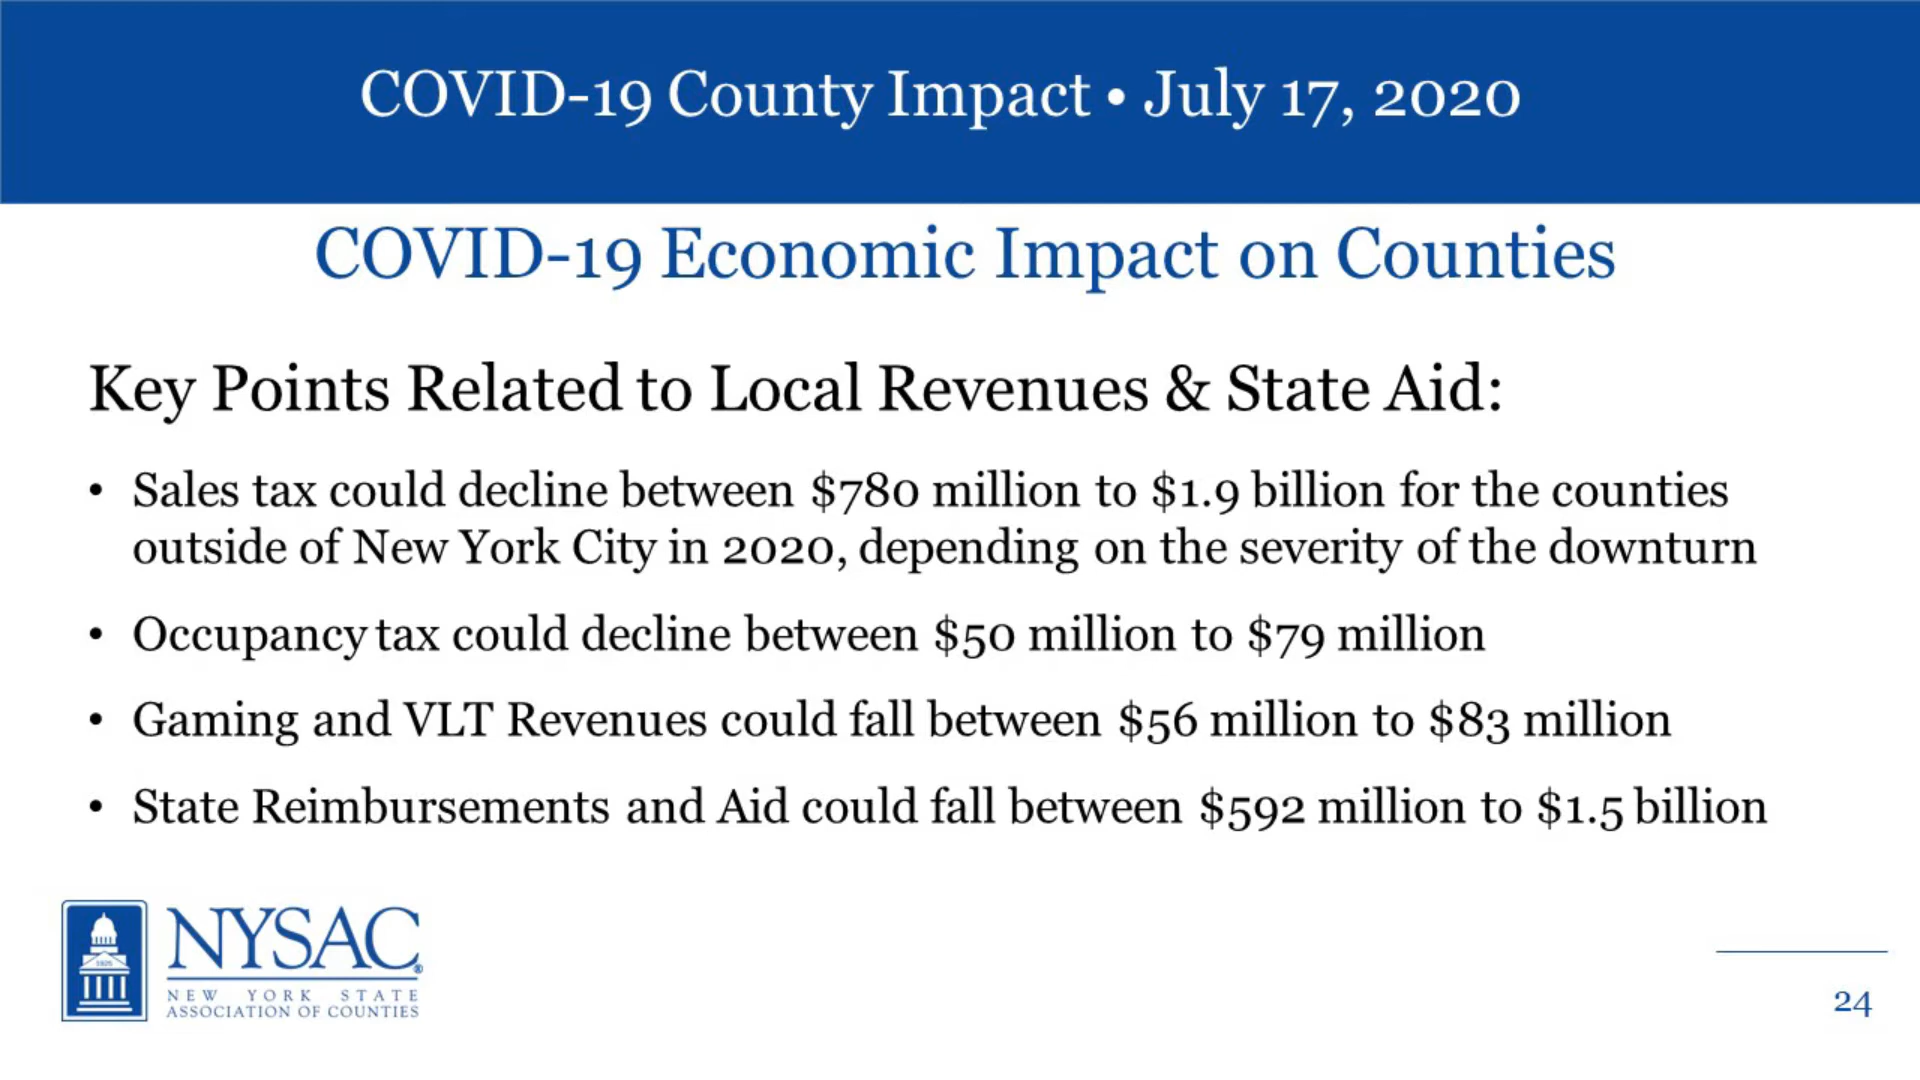 COVID-19 County Impact • July 17, 2020
COVID-19 Economic Impact on Counties
Key Points Related to Local Revenues & State Aid:
• Sales tax could decline between $780 million to $1.9 billion for the counties
outside of New York City in 2020, depending on the severity of the downturn
• Occupancy tax could decline between $50 million to $79 million
• Gaming and VLT Revenues could fall between $56 million to $83 million
• State Reimbursements and Aid could fall between $592 million to $1.5 billion
1925
NYSAC®
NEW YORK STATE
ASSOCIATION OF COUNTIES
24